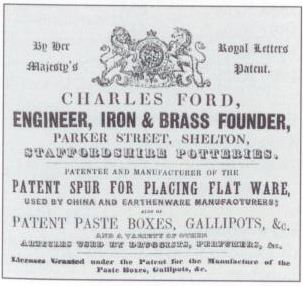 By Her Royal Letters
Majesty's Patent.
CHARLES FORD,
ENGINEER, IRON & BRASS FOUNDER,
PARKER STREET, SHELTON,
STAFFORDSHIRE POTTERIES.
PATENTEE AND MANUFACTURER OF THE
PATENT SPUR FOR PLACING FLAT WARE,
USED BY CHINA AND EARTHENWARE MANUFACTURERS;
ALSO OF
PATENT PASTE BOXES, GALLIPOTS, &c.
AND A VARIETY OF OTHER
ARTICLES USED BY DRUGGISTS, PERFUMERS, &c.
Licenses Granted under the Patent for the Manufacture of the
Paste Boxes, Gallipots, &c.